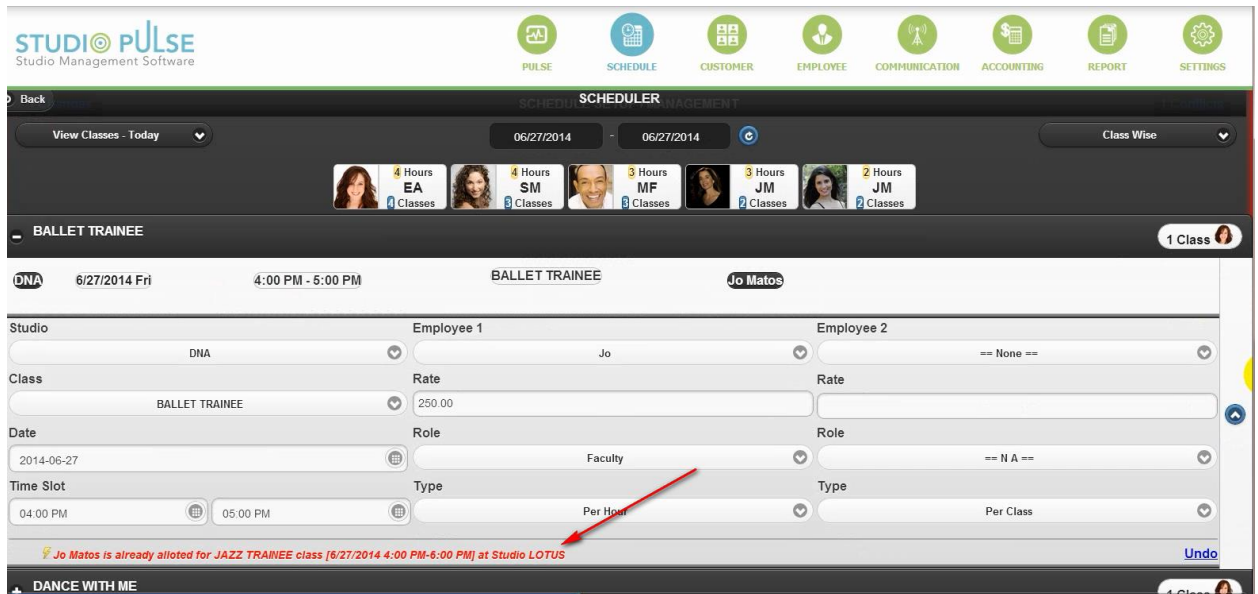 STUDIO PULSE
Studio Management Software
PULSE SCHEDULE CUSTOMER EMPLOYEE COMMUNICATION ACCOUNTING REPORT SETTINGS
Back SCHEDULER
View Classes - Today 06/27/2014 - 06/27/2014 Class Wise
4 Hours 4 Hours 3 Hours 3 Hours 2 Hours
EA SM MF JM JM
4 Classes 3 Classes 3 Classes 2 Classes 2 Classes
BALLET TRAINEE 1 Class
DNA 6/27/2014 Fri 4:00 PM - 5:00 PM BALLET TRAINEE Jo Matos
Studio Employee 1 Employee 2
DNA Jo == None ==
Class Rate Rate
BALLET TRAINEE 250.00
Date Role Role
2014-06-27 Faculty == N A ==
Time Slot Type Type
04:00 PM 05:00 PM Per Hour Per Class
Jo Matos is already alloted for JAZZ TRAINEE class [6/27/2014 4:00 PM-6:00 PM] at Studio LOTUS Undo
DANCE WITH ME 1 Class